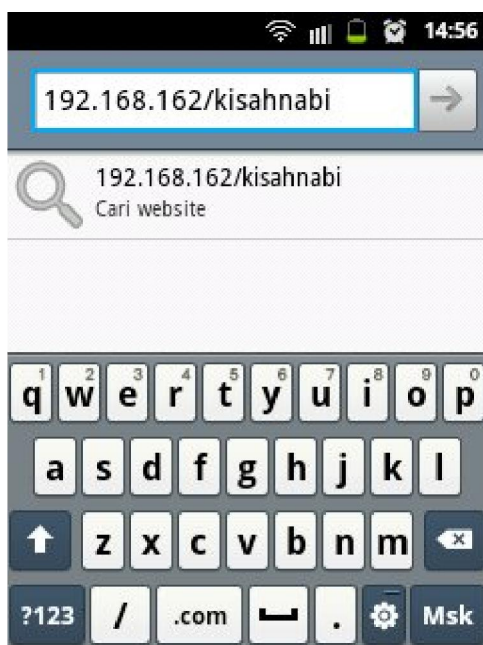 14:56
192.168.162/kisahnabi
192.168.162/kisahnabi
Cari website
1 2 3 4 5 6 7 8 9 0
q w e r t y u i o p
a s d f g h j k l
z x c v b n m
?123 / .com . Msk